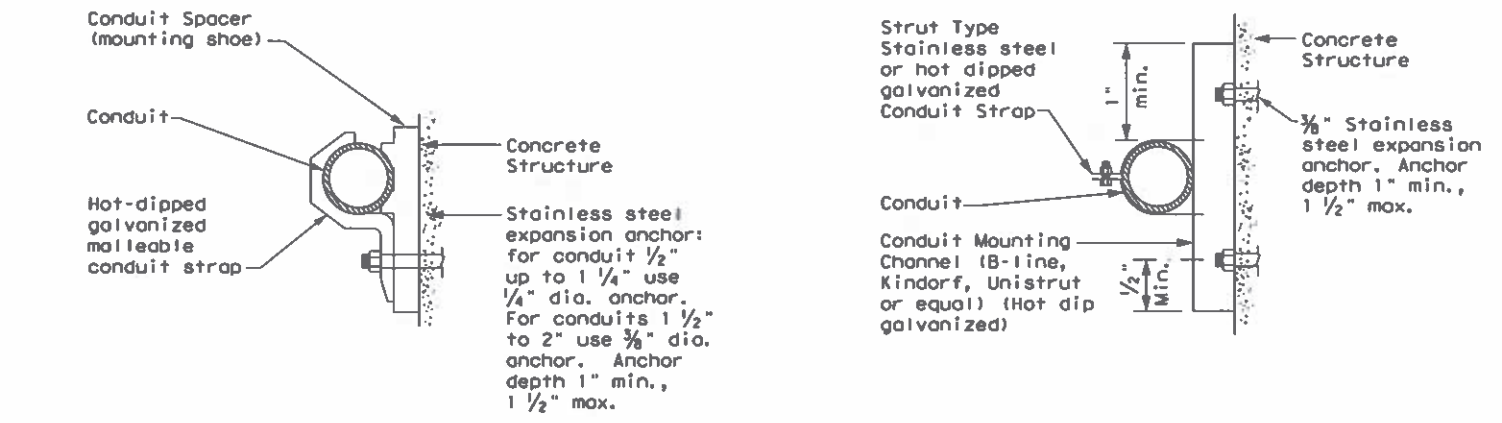 Conduit Spacer
(mounting shoe)
Conduit
Hot-dipped
galvanized
malleable
conduit strap
Concrete
Structure
Stainless steel
expansion anchor:
for conduit 1/2"
up to 1 1/4" use
1/4" dia. anchor.
For conduits 1 1/2"
to 2" use 3/8" dia.
anchor. Anchor
depth 1" min.,
1 1/2" max.
Strut Type
Stainless steel
or hot dipped
galvanized
Conduit Strap
1"
min.
Conduit
Conduit Mounting
Channel (B-line,
Kindorf, Unistrut
or equal) (Hot dip
galvanized)
1/2"
Min.
Concrete
Structure
3/8" Stainless
steel expansion
anchor. Anchor
depth 1" min.,
1 1/2" max.